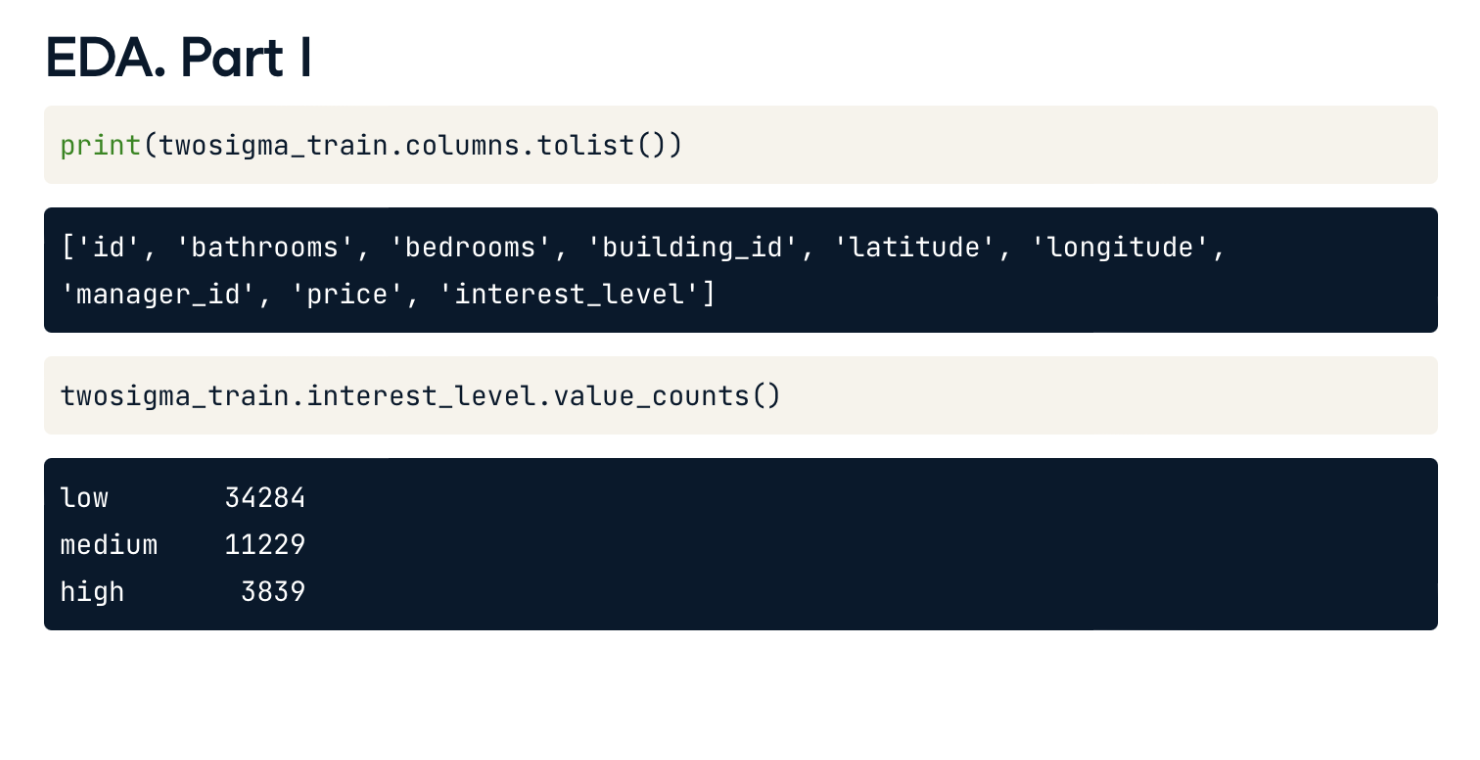 EDA. Part I
print(twosigma_train.columns.tolist())
['id', 'bathrooms', 'bedrooms', 'building_id', 'latitude', 'longitude',
'manager_id', 'price', 'interest_level']
twosigma_train.interest_level.value_counts()
low       34284
medium    11229
high       3839